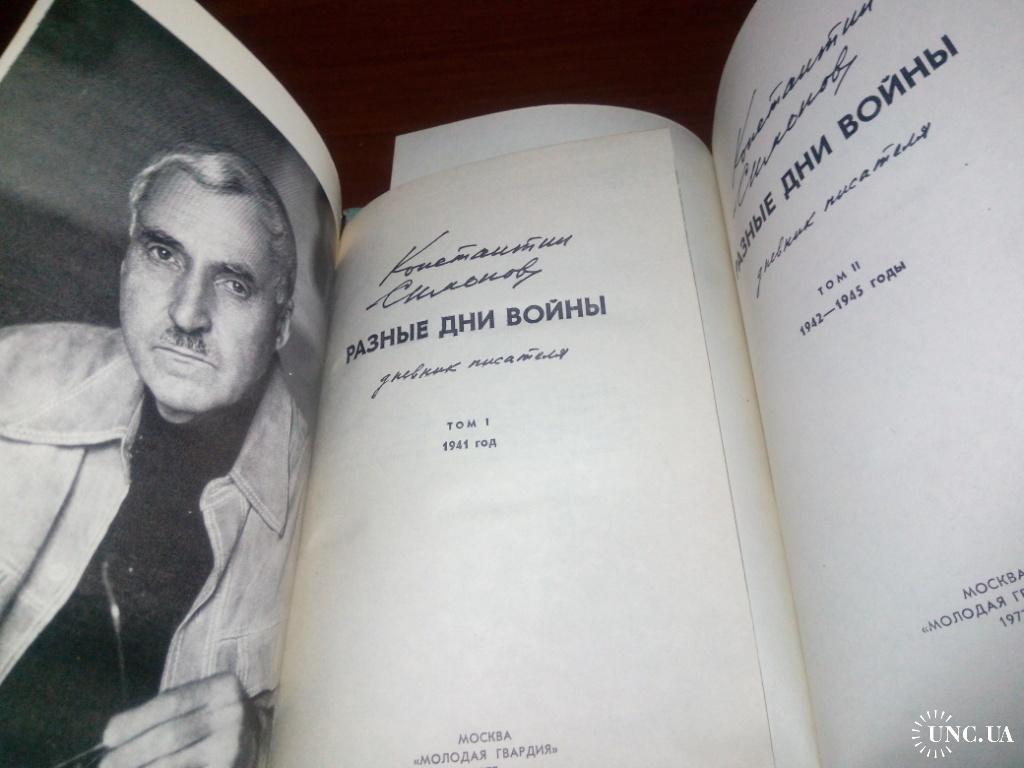 Константин
Симонов
РАЗНЫЕ ДНИ ВОЙНЫ
дневник писателя
ТОМ I
1941 год
МОСКВА
«МОЛОДАЯ ГВАРДИЯ»
Константин
Симонов
РАЗНЫЕ ДНИ ВОЙНЫ
дневник писателя
ТОМ II
1942—1945 ГОДЫ
МОСКВА
«МОЛОДАЯ
UNC.UA